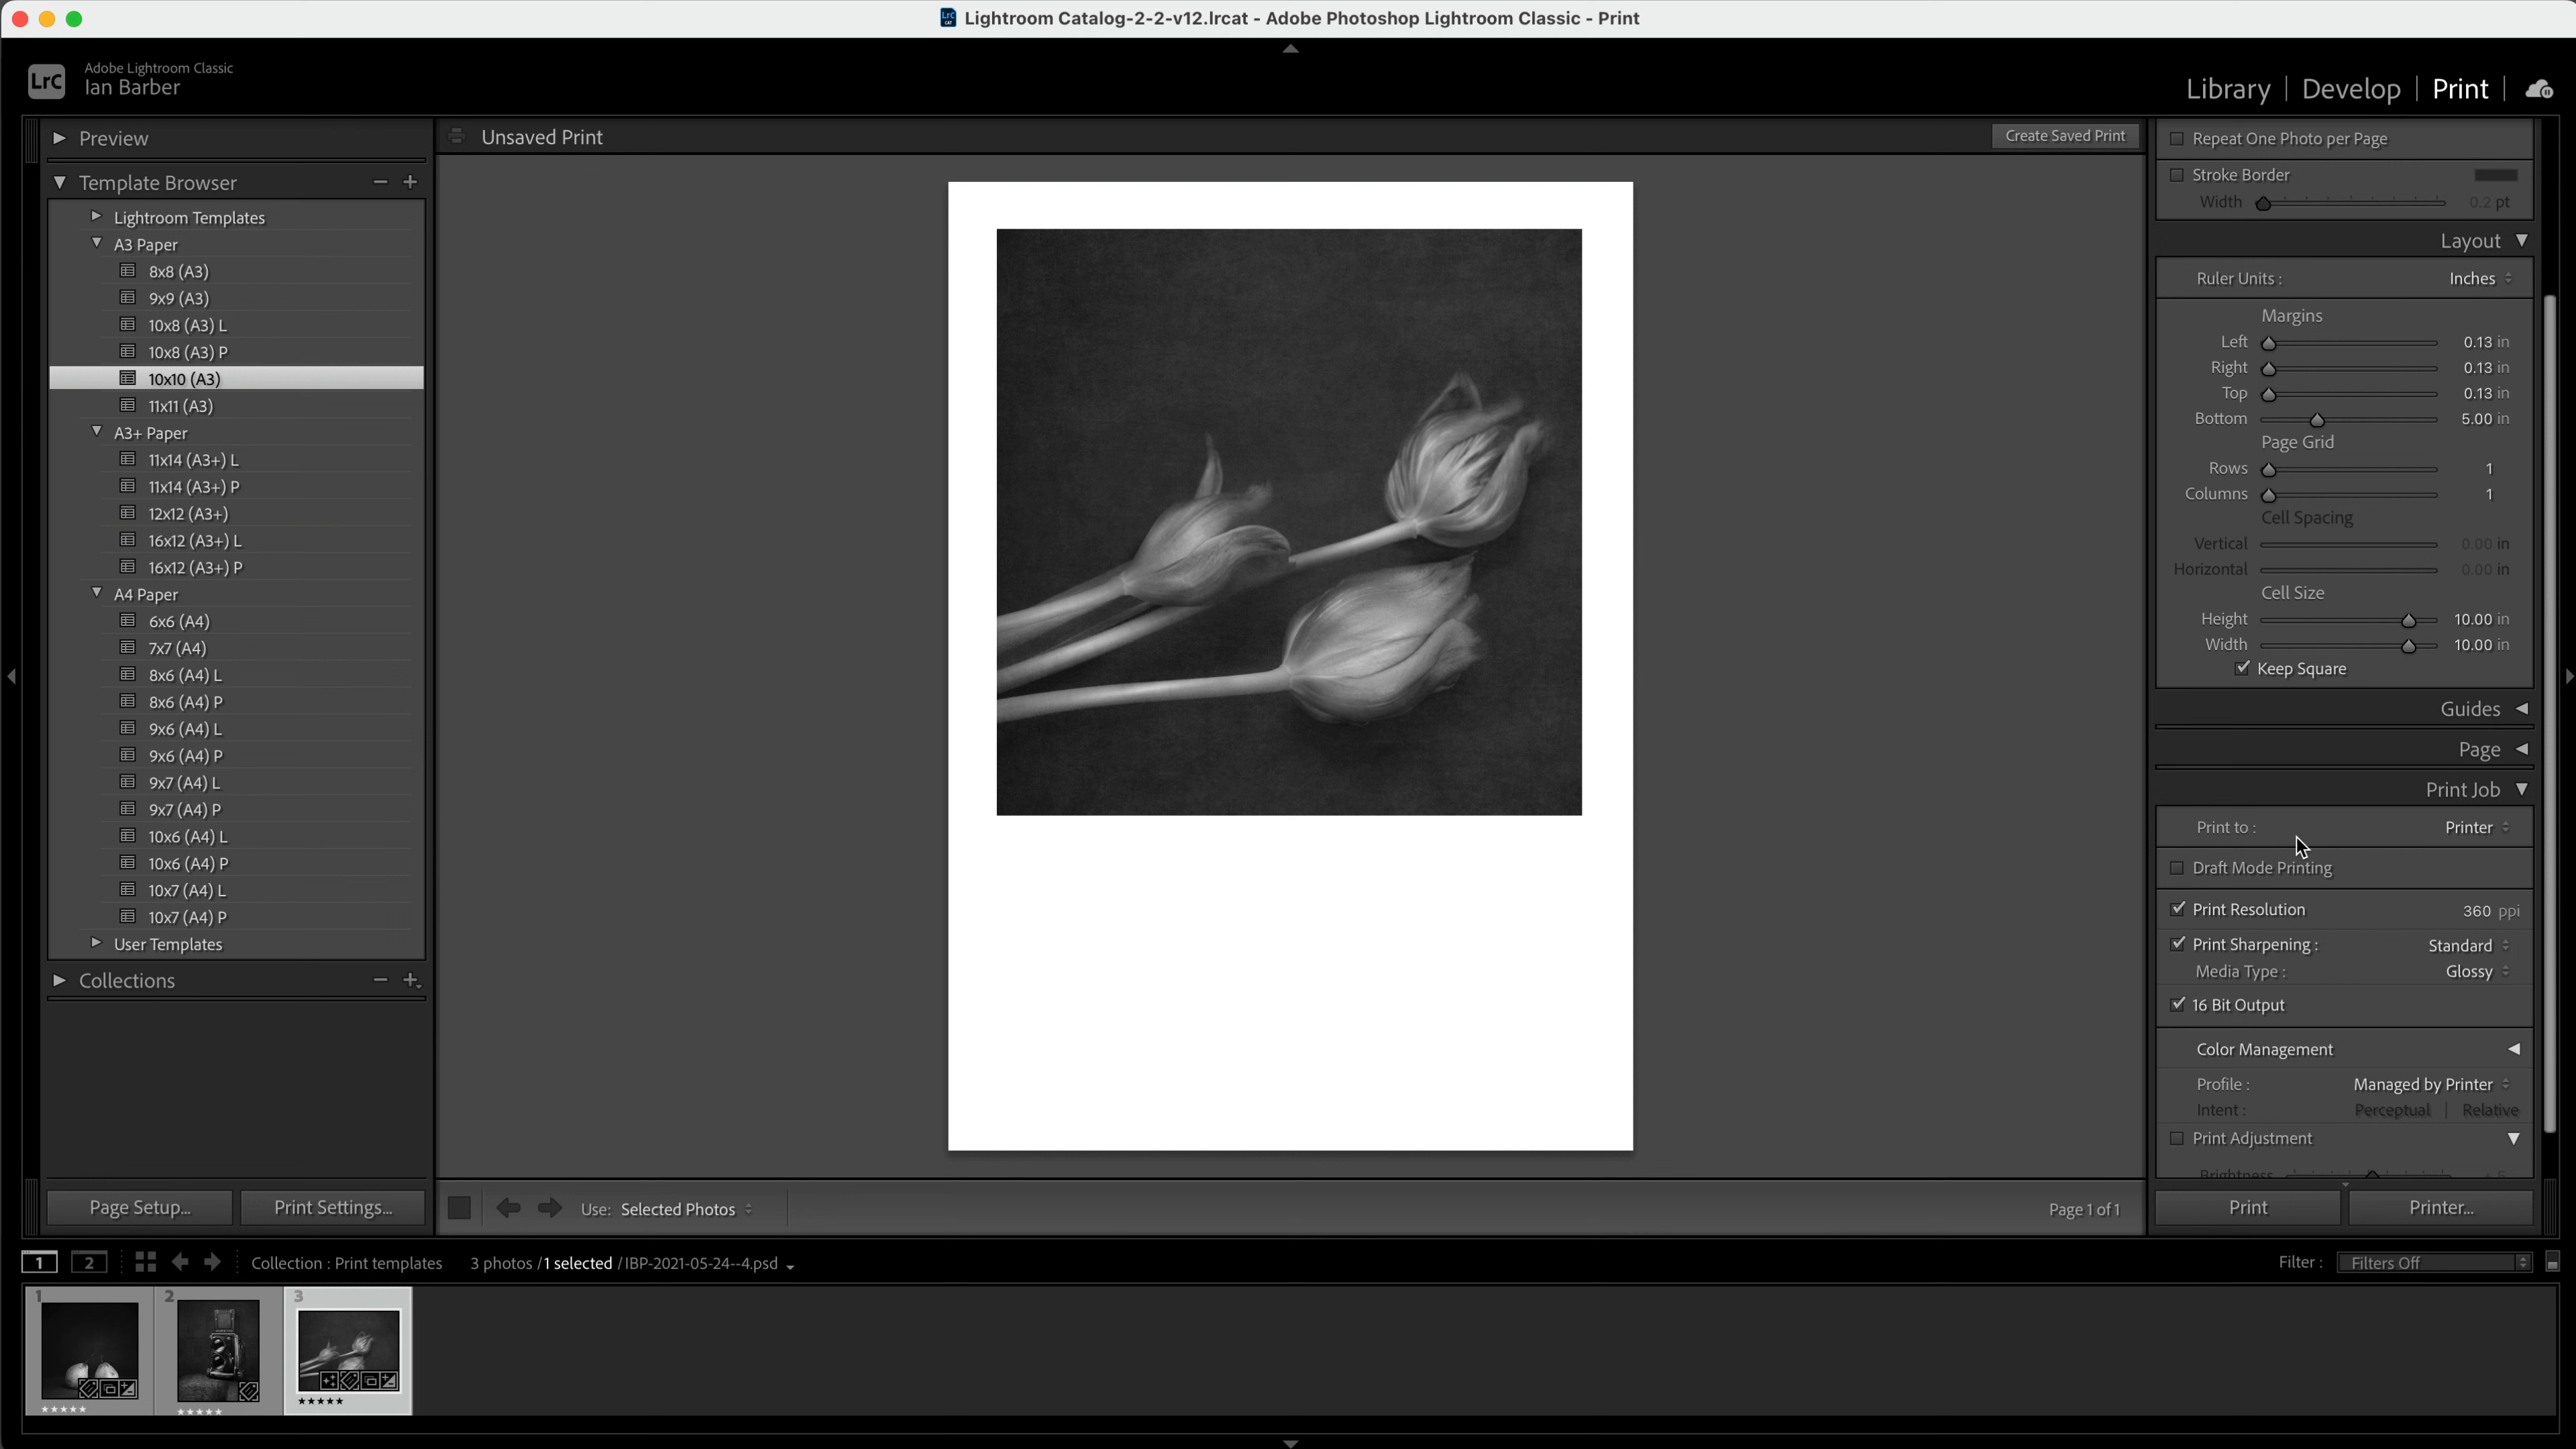 Lightroom Catalog-2-2-v12.lrcat - Adobe Photoshop Lightroom Classic - Print
LrC
Adobe Lightroom Classic
Ian Barber
Library | Develop | Print
Preview
Template Browser
Lightroom Templates
A3 Paper
8x8 (A3)
9x9 (A3)
10x8 (A3) L
10x8 (A3) P
10x10 (A3)
11x11 (A3)
A3+ Paper
11x14 (A3+) L
11x14 (A3+) P
12x12 (A3+)
16x12 (A3+) L
16x12 (A3+) P
A4 Paper
6x6 (A4)
7x7 (A4)
8x6 (A4) L
8x6 (A4) P
9x6 (A4) L
9x6 (A4) P
9x7 (A4) L
9x7 (A4) P
10x6 (A4) L
10x6 (A4) P
10x7 (A4) L
10x7 (A4) P
User Templates
Collections
Page Setup...
Print Settings...
Unsaved Print
Create Saved Print
Use: Selected Photos
Page 1 of 1
Repeat One Photo per Page
Stroke Border
Width 0.2 pt
Layout
Ruler Units : Inches
Margins
Left 0.13 in
Right 0.13 in
Top 0.13 in
Bottom 5.00 in
Page Grid
Rows 1
Columns 1
Cell Spacing
Vertical 0.00 in
Horizontal 0.00 in
Cell Size
Height 10.00 in
Width 10.00 in
Keep Square
Guides
Page
Print Job
Print to : Printer
Draft Mode Printing
Print Resolution 360 ppi
Print Sharpening : Standard
Media Type : Glossy
16 Bit Output
Color Management
Profile : Managed by Printer
Intent : Perceptual | Relative
Print Adjustment
Brightness
Print
Printer...
1 2
Collection : Print templates 3 photos / 1 selected / IBP-2021-05-24--4.psd
Filter : Filters Off
1 2 3